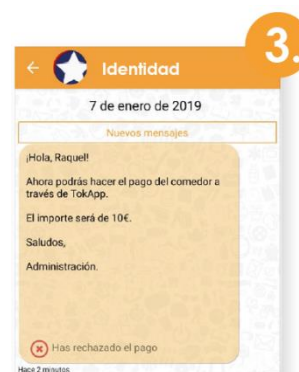 3.
Identidad
7 de enero de 2019
Nuevos mensajes
¡Hola, Raquel!
Ahora podrás hacer el pago del comedor a
través de TokApp.
El importe será de 10€.
Saludos,
Administración.
Has rechazado el pago
Hace 2 minutos